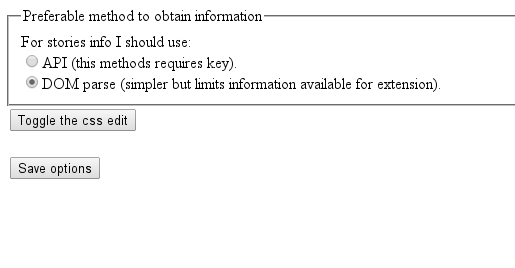 Preferable method to obtain information
For stories info I should use:
API (this methods requires key).
DOM parse (simpler but limits information available for extension).
Toggle the css edit
Save options